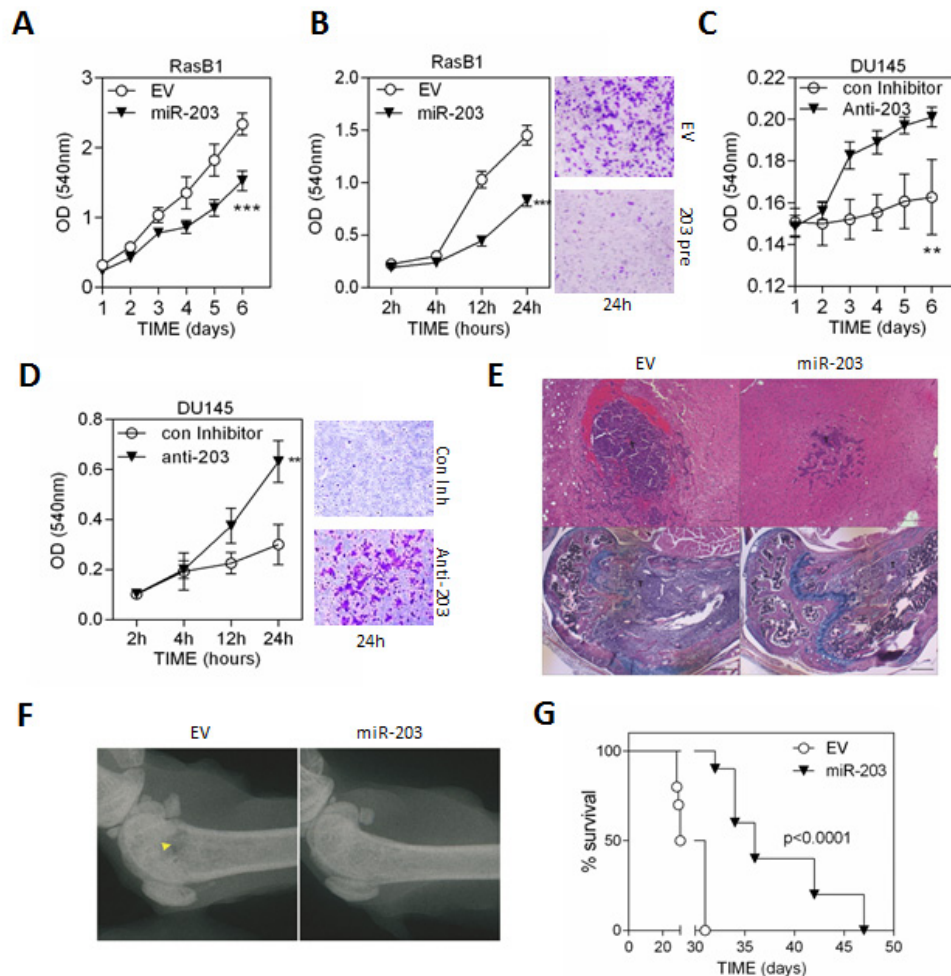 A
RasB1
EV
miR-203
OD (540nm)
3
2
1
0
1 2 3 4 5 6
TIME (days)
***
B
RasB1
EV
miR-203
OD (540nm)
2.0
1.5
1.0
0.5
0.0
2h 4h 12h 24h
TIME (hours)
***
EV
203 pre
24h
C
DU145
con Inhibitor
Anti-203
OD (540nm)
0.20
0.18
0.16
0.14
0.12
1 2 3 4 5 6
TIME (days)
**
D
DU145
con Inhibitor
anti-203
OD (540nm)
0.8
0.6
0.4
0.2
0.0
2h 4h 12h 24h
TIME (hours)
**
Con Inh
Anti-203
24h
E
EV miR-203
F
EV miR-203
G
EV
miR-203
p<0.0001
% survival
100
50
0
0 20 35 40 45 50
TIME (days)